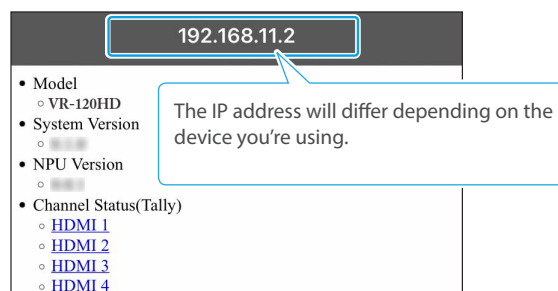 192.168.11.2
• Model
◦ VR-120HD
• System Version
• NPU Version
• Channel Status(Tally)
◦ HDMI 1
◦ HDMI 2
◦ HDMI 3
◦ HDMI 4
The IP address will differ depending on the
device you’re using.